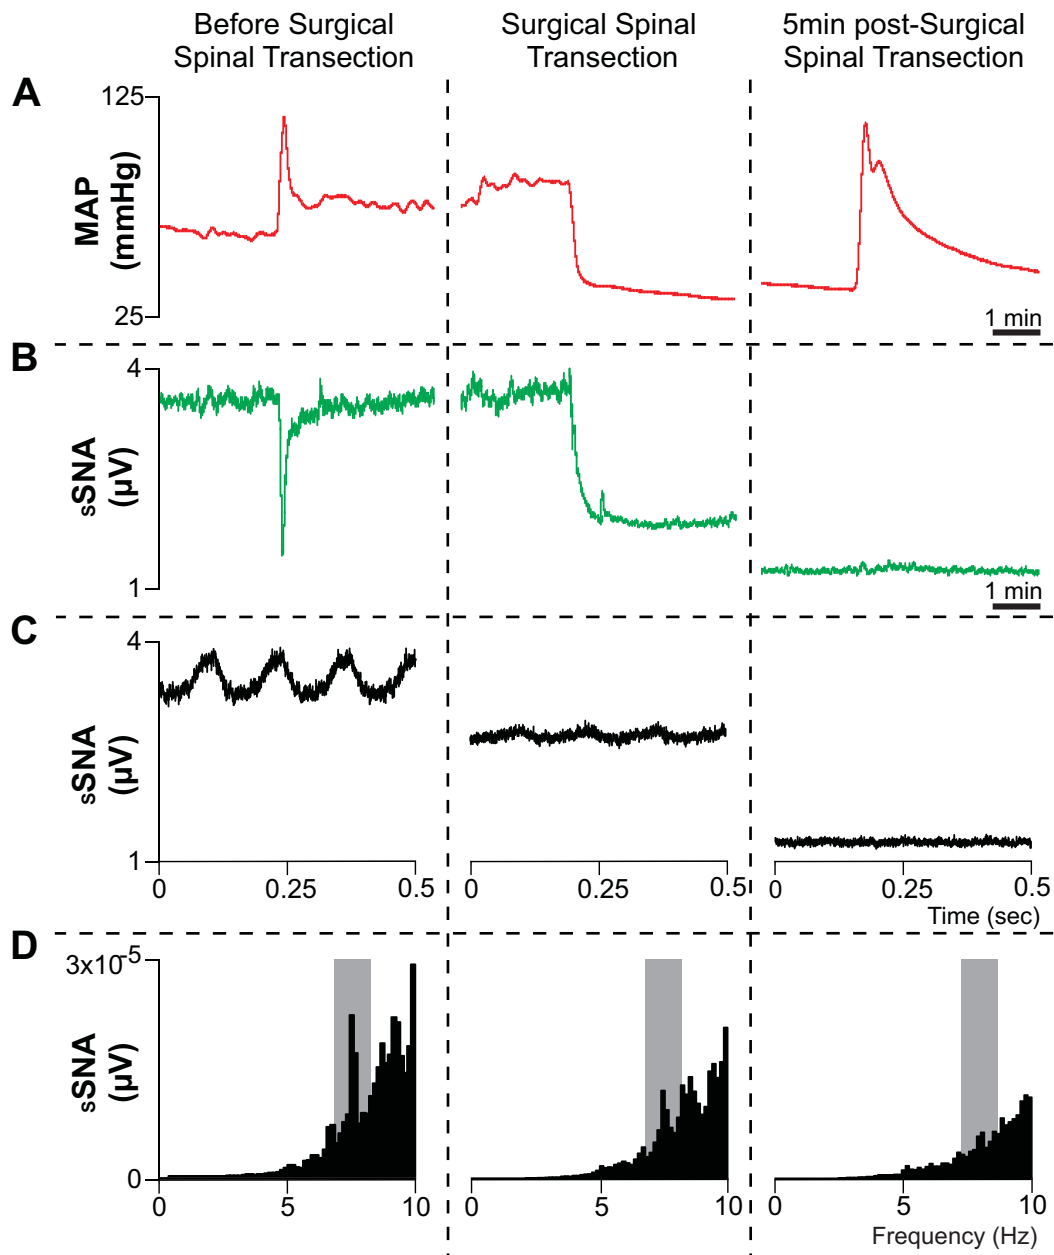 Before Surgical
Spinal Transection
Surgical Spinal
Transection
5min post-Surgical
Spinal Transection
A
125
MAP
(mmHg)
25
1 min
B
4
sSNA
(µV)
1
1 min
C
4
sSNA
(µV)
1
0 0.25 0.5
0 0.25 0.5
0 0.25 0.5
Time (sec)
D
3x10-5
sSNA
(µV)
0
0 5 10
0 5 10
0 5 10
Frequency (Hz)